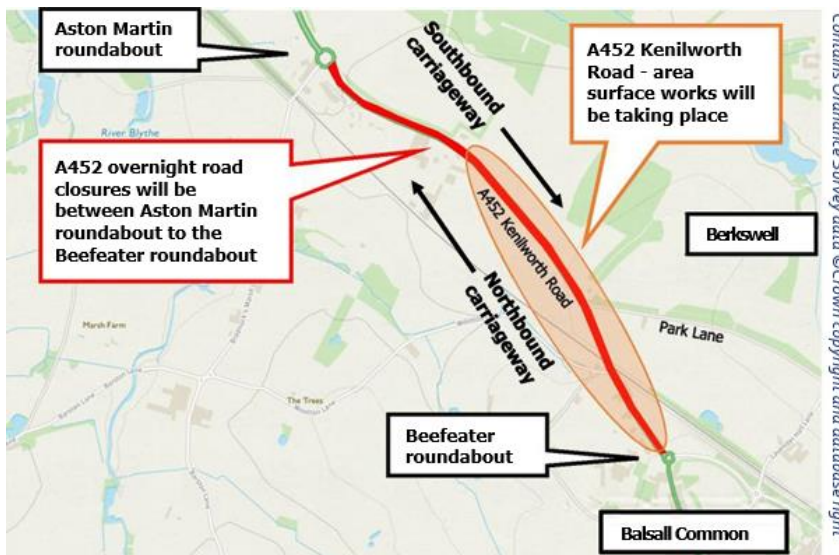 Aston Martin
roundabout
Southbound
carriageway
A452 Kenilworth
Road - area
surface works will
be taking place
River Blythe
A452 overnight road
closures will be
between Aston Martin
roundabout to the
Beefeater roundabout
A452 Kenilworth Road
Berkswell
Northbound
carriageway
Park Lane
Marsh Farm
The Trees
Barston Lane
Beefeater
roundabout
Balsall Common
Contains Ordnance Survey data ©Crown copyright and database right